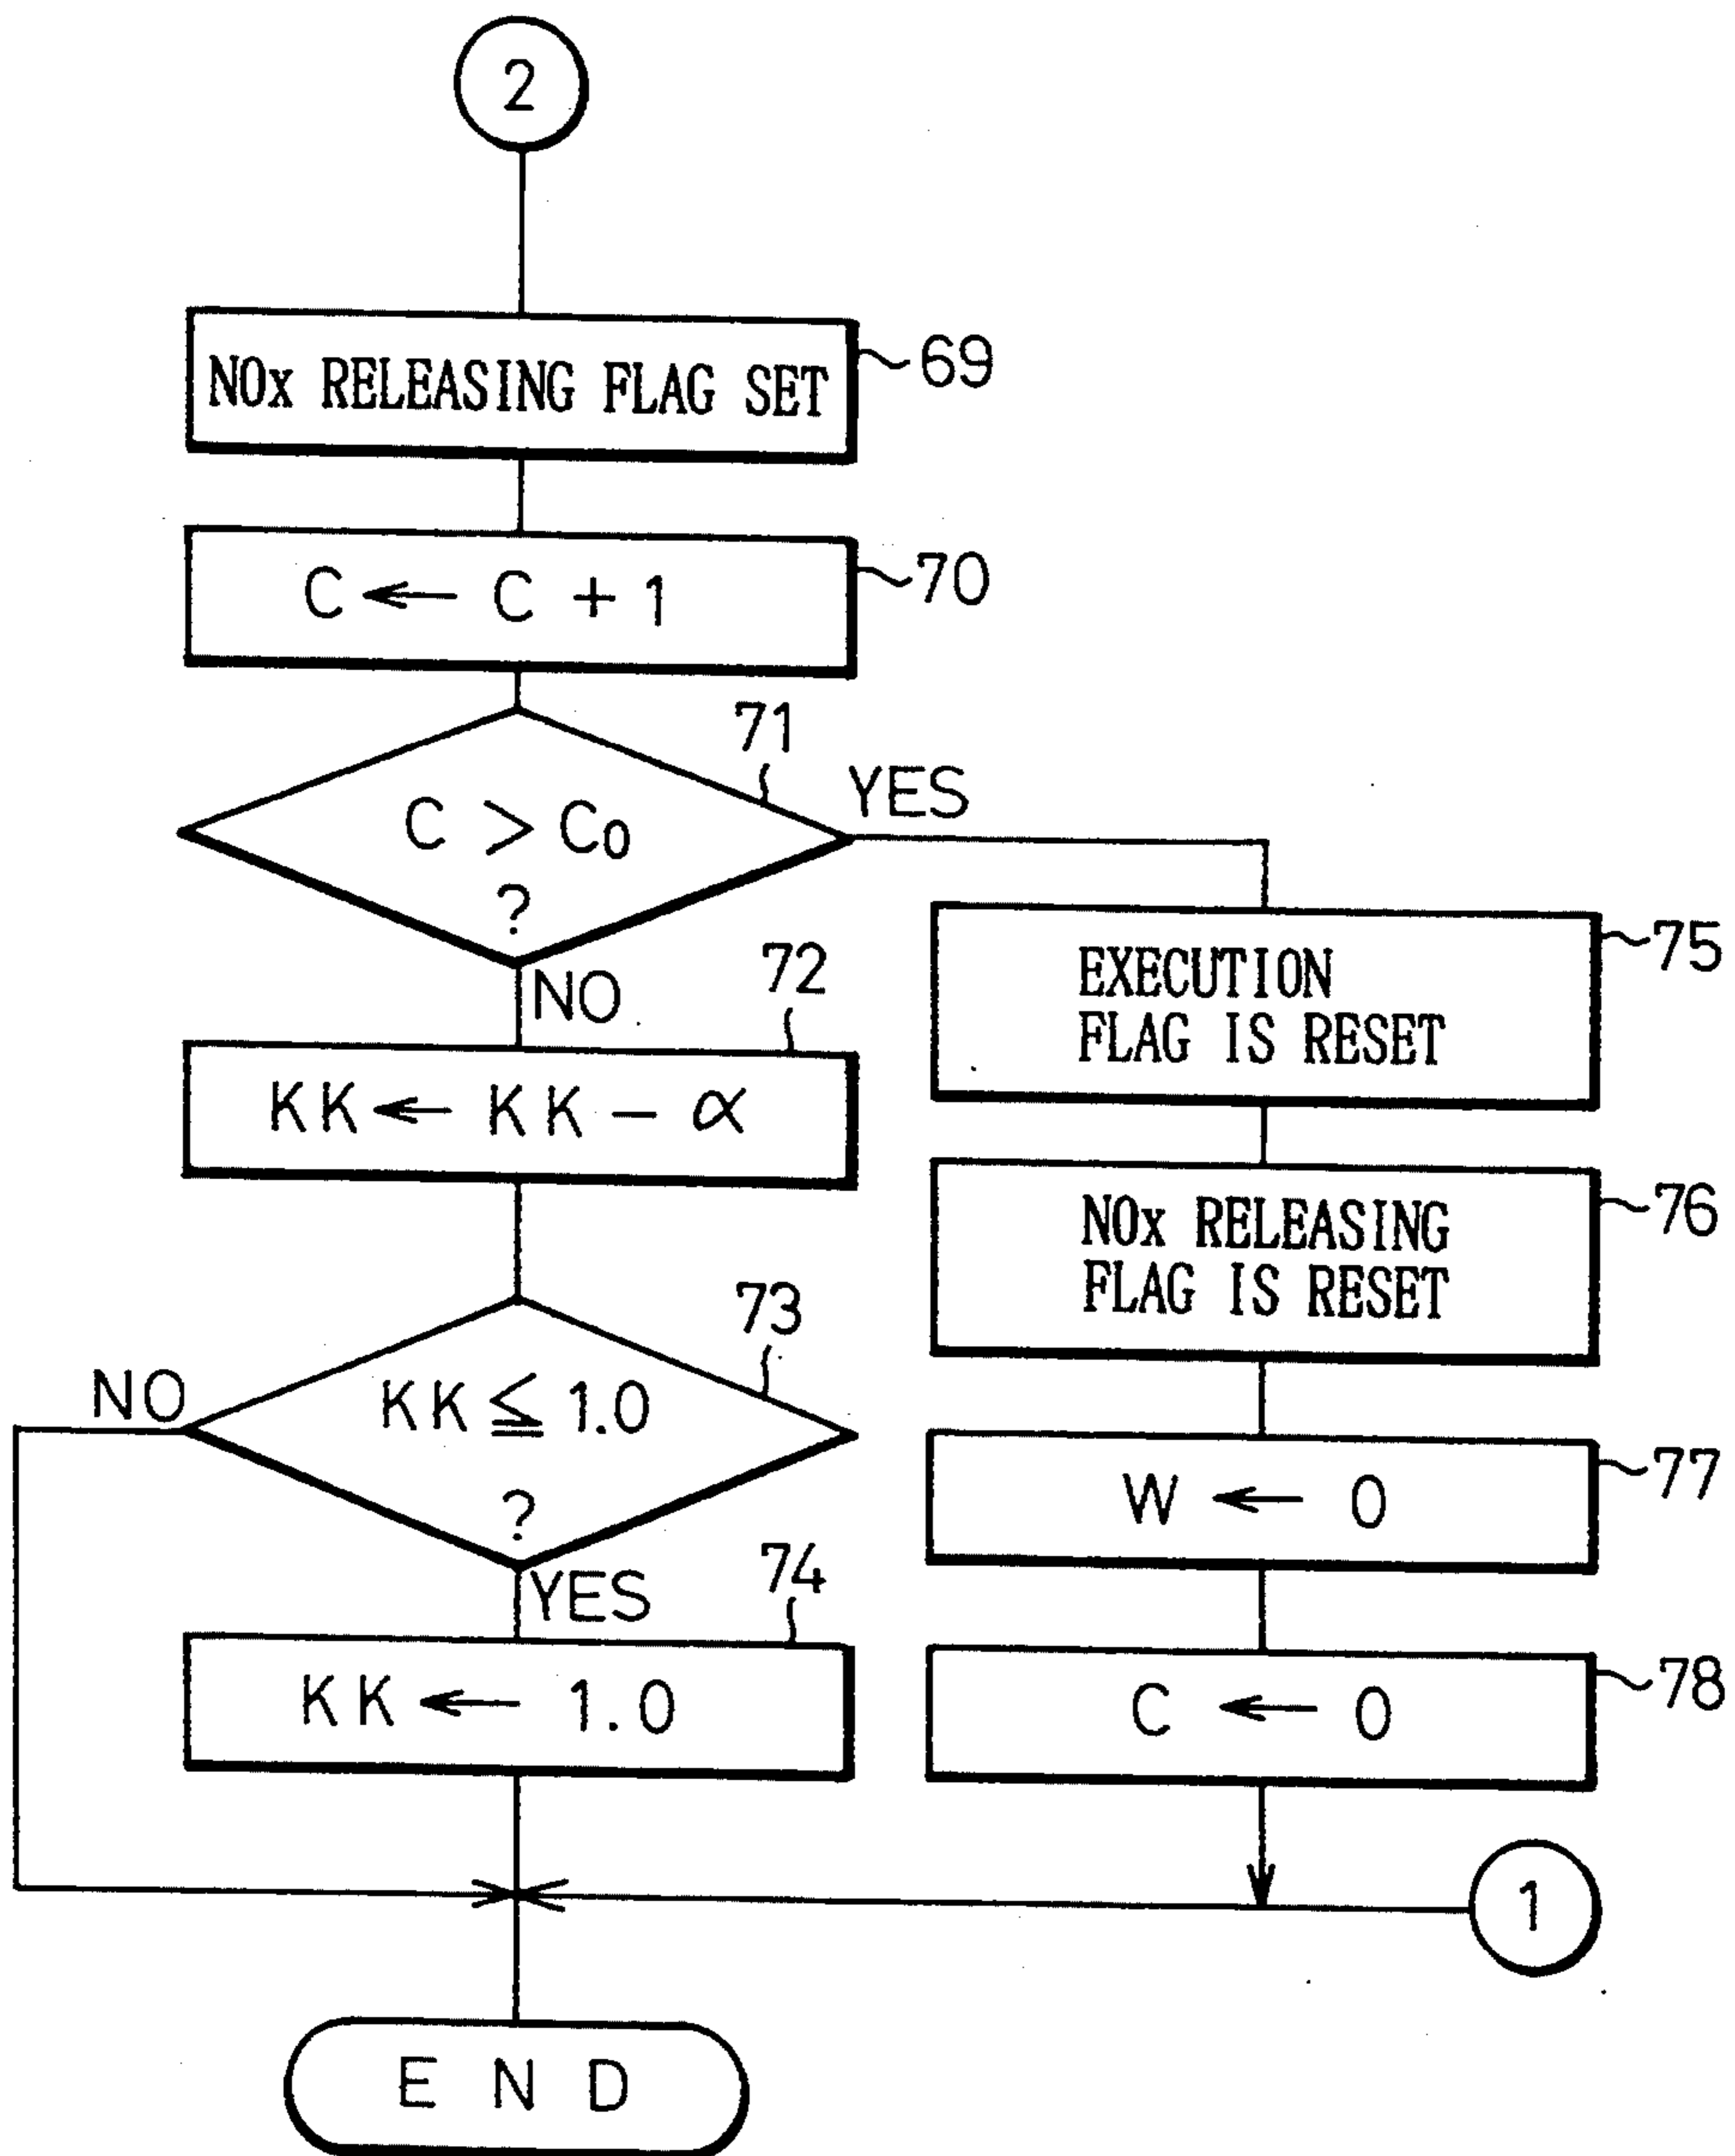 2
NOx RELEASING FLAG SET
69
C ← C + 1
70
71
C > C0
?
YES
NO
72
KK ← KK - α
73
KK ≦ 1.0
?
NO
YES
74
KK ← 1.0
75
EXECUTION
FLAG IS RESET
76
NOx RELEASING
FLAG IS RESET
77
W ← 0
78
C ← 0
1
END